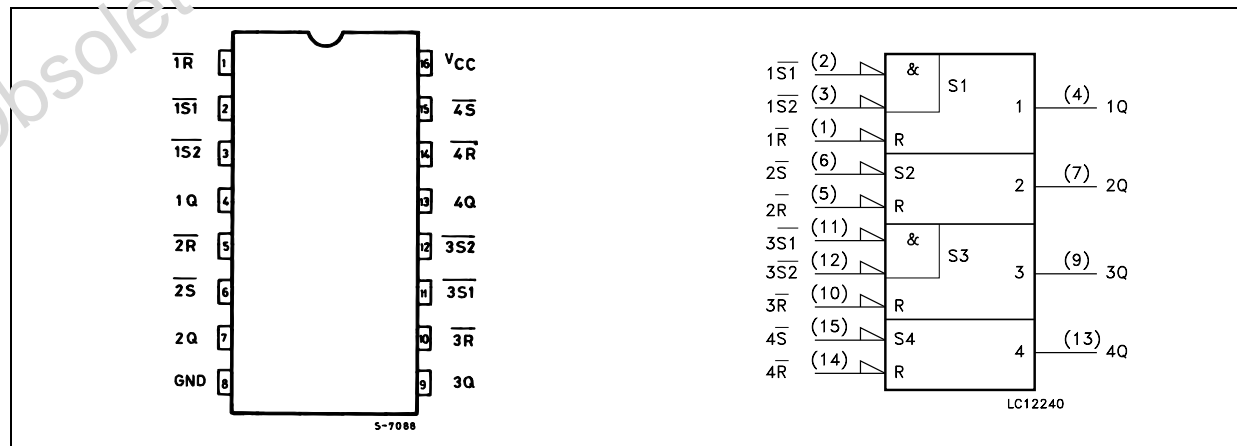 obsolet
1R̅ 1 16 VCC
1S1̅ 2 15 4S̅
1S2̅ 3 14 4R̅
1Q 4 13 4Q
2R̅ 5 12 3S2̅
2S̅ 6 11 3S1̅
2Q 7 10 3R̅
GND 8 9 3Q
S-7088
1S1̅ (2) & S1
1S2̅ (3) 1 (4) 1Q
1R̅ (1) R
2S̅ (6) S2
2 (7) 2Q
2R̅ (5) R
3S1̅ (11) & S3
3S2̅ (12) 3 (9) 3Q
3R̅ (10) R
4S̅ (15) S4
4 (13) 4Q
4R̅ (14) R
LC12240